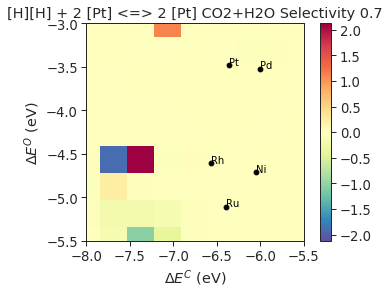 [H][H] + 2 [Pt] <=> 2 [Pt] CO2+H2O Selectivity 0.7
−3.0
−3.5
−4.0
−4.5
−5.0
−5.5
ΔE^O (eV)
Pt
Pd
Rh
Ni
Ru
−8.0 −7.5 −7.0 −6.5 −6.0 −5.5
ΔE^C (eV)
2.0
1.5
1.0
0.5
0.0
−0.5
−1.0
−1.5
−2.0